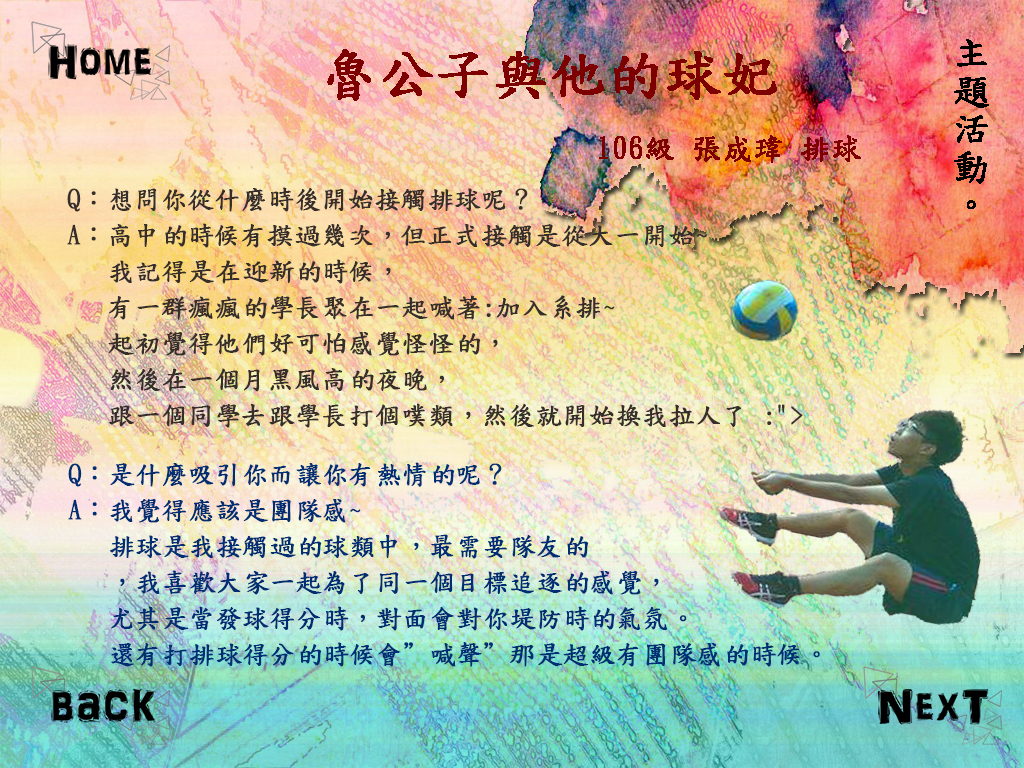 HOME
魯公子與他的球妃
主題活動。
106級 張成瑋 排球
Q：想問你從什麼時後開始接觸排球呢？
A：高中的時候有摸過幾次，但正式接觸是從大一開始~
我記得是在迎新的時候，
有一群瘋瘋的學長聚在一起喊著:加入系排~
起初覺得他們好可怕感覺怪怪的，
然後在一個月黑風高的夜晚，
跟一個同學去跟學長打個噗類，然後就開始換我拉人了 :">
Q：是什麼吸引你而讓你有熱情的呢？
A：我覺得應該是團隊感~
排球是我接觸過的球類中，最需要隊友的
，我喜歡大家一起為了同一個目標追逐的感覺，
尤其是當發球得分時，對面會對你堤防時的氣氛。
還有打排球得分的時候會”喊聲”那是超級有團隊感的時候。
BaCK
NEXT